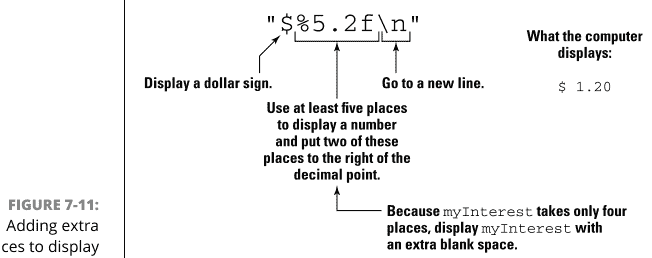 "$%5.2f\n"
What the computer
displays:
Display a dollar sign.
Go to a new line.
$ 1.20
Use at least five places
to display a number
and put two of these
places to the right of the
decimal point.
FIGURE 7-11:
Adding extra
ces to display
Because myInterest takes only four
places, display myInterest with
an extra blank space.